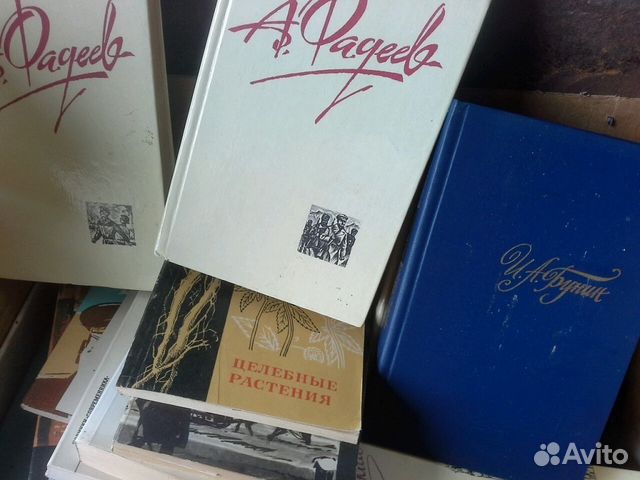 А. Фадеев
А. Фадеев
И.А.Бунин
ЦЕЛЕБНЫЕ
РАСТЕНИЯ
Avito